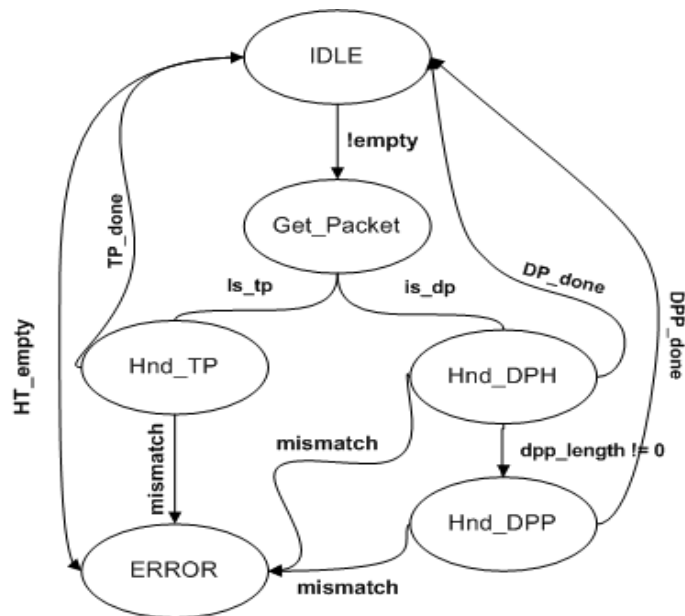 IDLE
!empty
Get_Packet
TP_done
Is_tp
is_dp
DP_done
DPP_done
HT_empty
Hnd_TP
Hnd_DPH
mismatch
mismatch
dpp_length != 0
Hnd_DPP
ERROR
mismatch